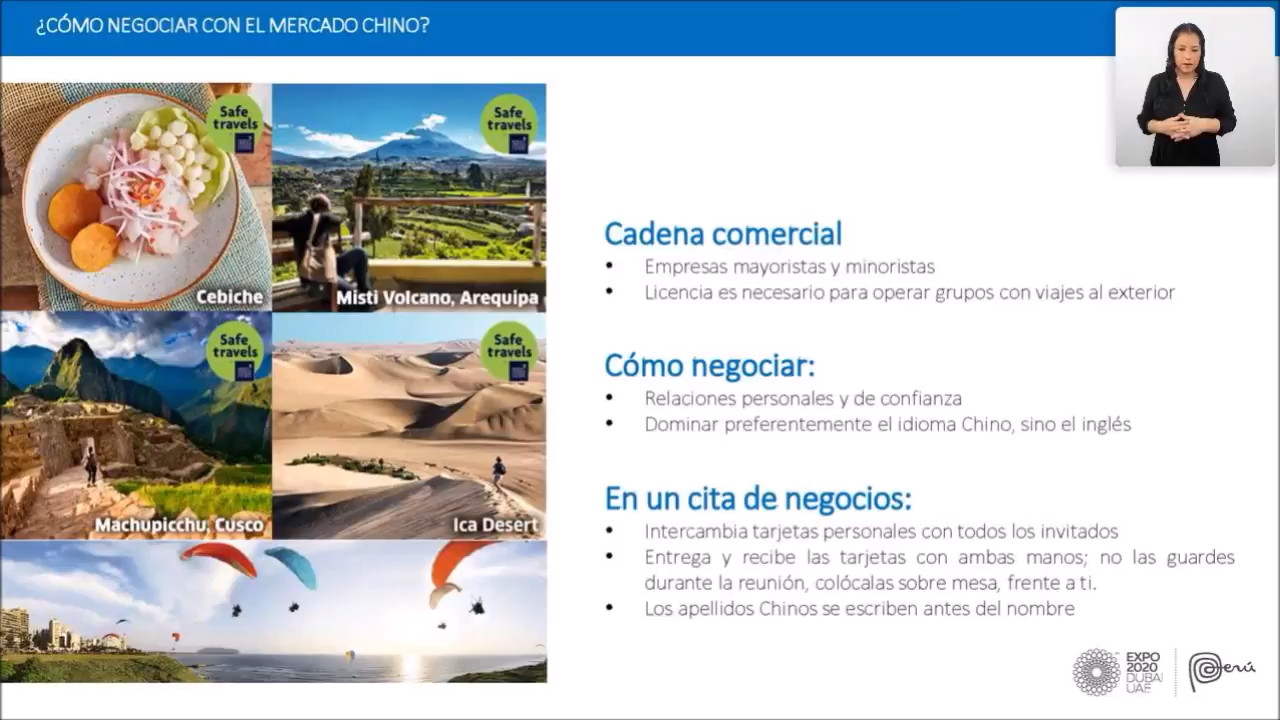 ¿CÓMO NEGOCIAR CON EL MERCADO CHINO?
Safe
travels
Cebiche
Safe
travels
Misti Volcano, Arequipa
Safe
travels
Machupicchu, Cusco
Safe
travels
Ica Desert
Cadena comercial
• Empresas mayoristas y minoristas
• Licencia es necesario para operar grupos con viajes al exterior
Cómo negociar:
• Relaciones personales y de confianza
• Dominar preferentemente el idioma Chino, sino el inglés
En un cita de negocios:
• Intercambia tarjetas personales con todos los invitados
• Entrega y recibe las tarjetas con ambas manos; no las guardes
durante la reunión, colócalas sobre mesa, frente a ti.
• Los apellidos Chinos se escriben antes del nombre
EXPO
2020
DUBAI
UAE
Perú